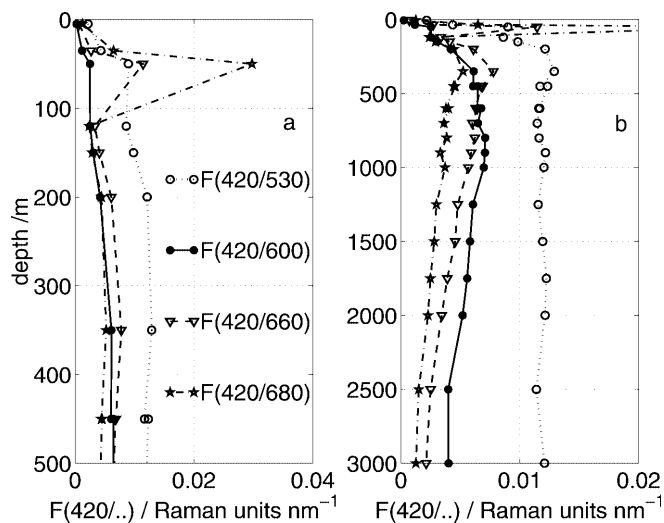 0
100
200
300
400
500
depth /m
a
F(420/530)
F(420/600)
F(420/660)
F(420/680)
0
0.02
0.04
F(420/..) / Raman units nm⁻¹
0
500
1000
1500
2000
2500
3000
b
0
0.01
0.02
F(420/..) / Raman units nm⁻¹